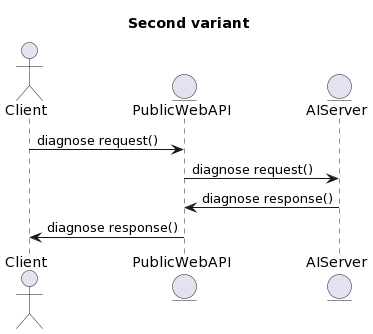 Second variant
Client
PublicWebAPI
AIServer
diagnose request()
diagnose request()
diagnose response()
diagnose response()
Client
PublicWebAPI
AIServer